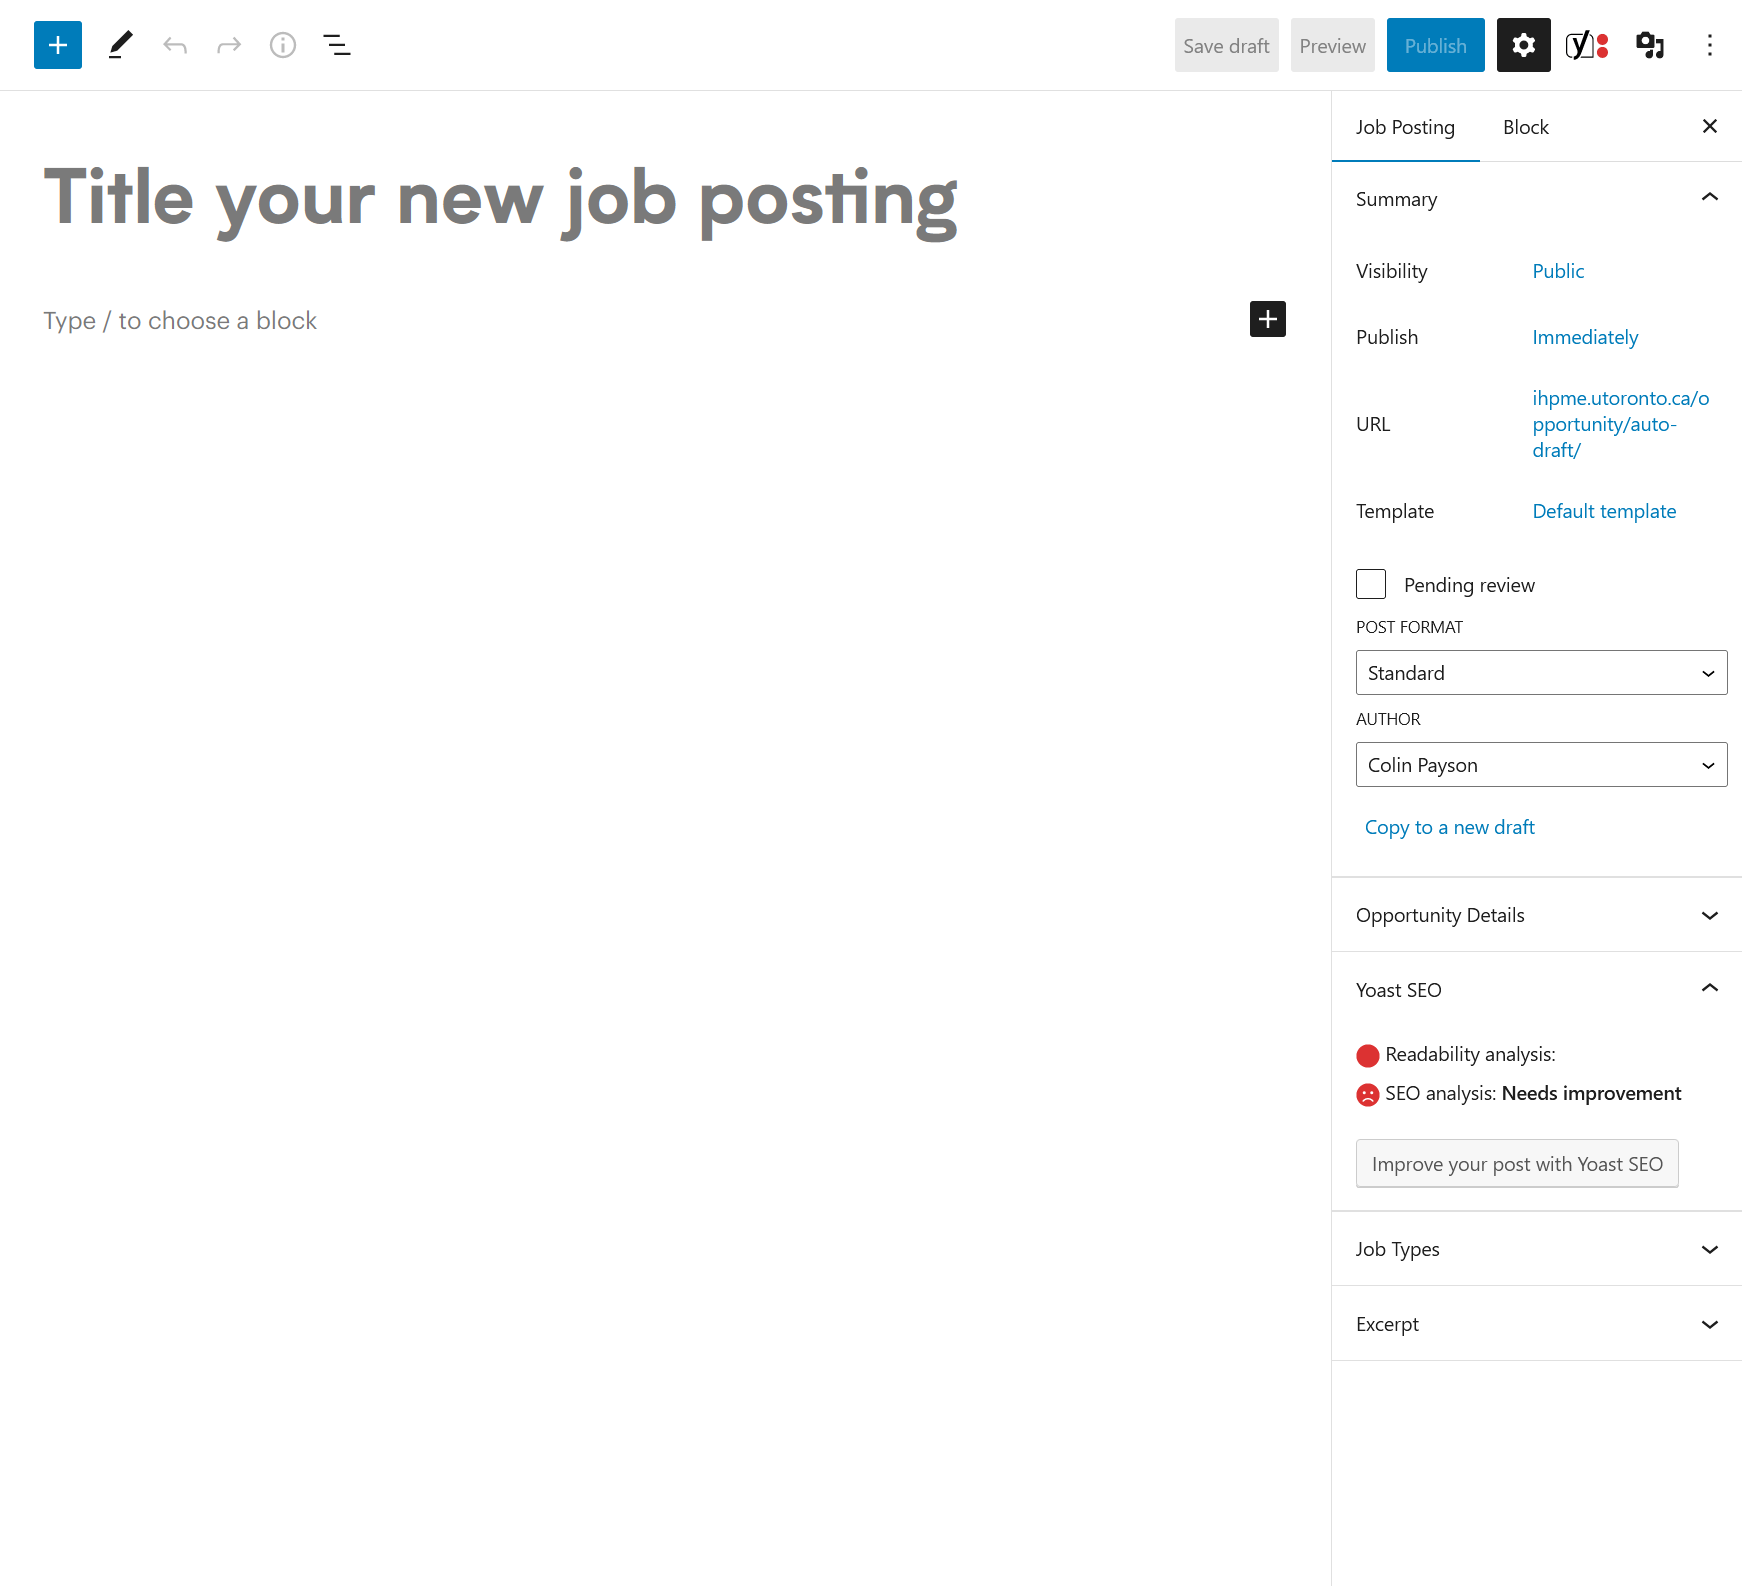 Save draft
Preview
Publish
Job Posting
Block
Title your new job posting
Type / to choose a block
Summary
Visibility
Public
Publish
Immediately
URL
ihpme.utoronto.ca/o
pportunity/auto-
draft/
Template
Default template
Pending review
POST FORMAT
Standard
AUTHOR
Colin Payson
Copy to a new draft
Opportunity Details
Yoast SEO
Readability analysis:
SEO analysis: Needs improvement
Improve your post with Yoast SEO
Job Types
Excerpt